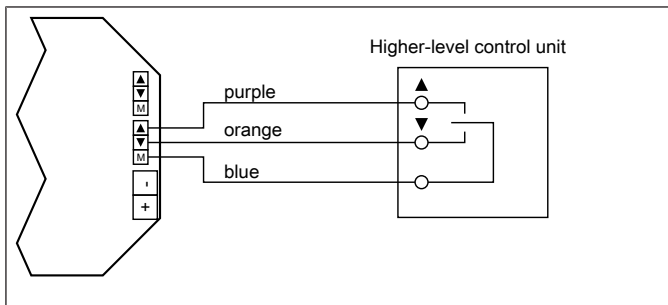 Higher-level control unit
▲
▼
M
▲
▼
M
-
+
purple
orange
blue
▲
▼